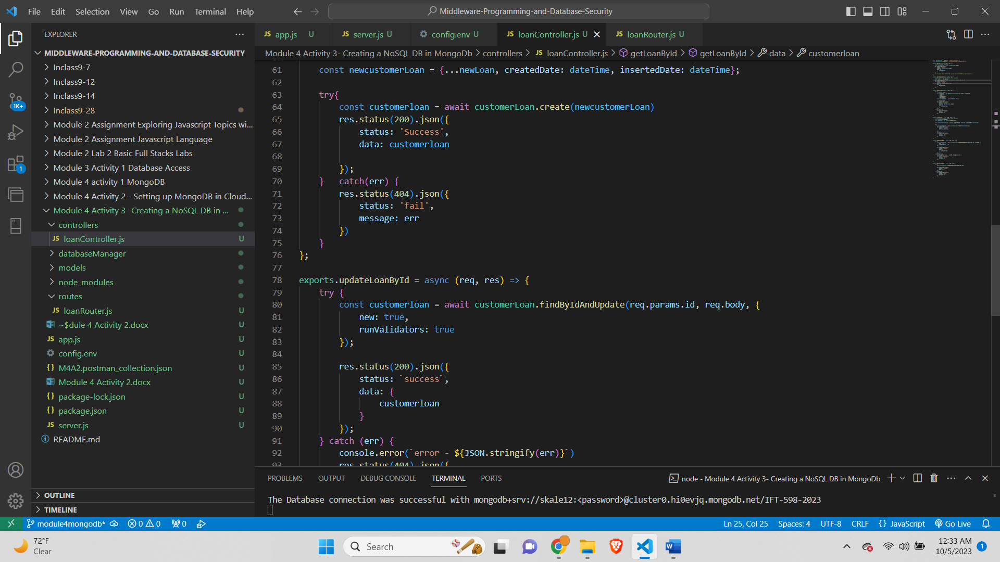 File Edit Selection View Go Run Terminal Help
Middleware-Programming-and-Database-Security
EXPLORER
MIDDLEWARE-PROGRAMMING-AND-DATABASE-SECURITY
Inclass9-7
Inclass9-12
Inclass9-14
Inclass9-28
Module 2 Assignment Exploring Javascript Topics wi...
Module 2 Assignment Javascript Language
Module 2 Lab 2 Basic Full Stacks Labs
Module 3 Activity 1 Database Access
Module 4 activity 1 MongoDB
Module 4 Activity 2 - Setting up MongoDB in Cloud...
Module 4 Activity 3- Creating a NoSQL DB in ...
controllers
JS loanController.js U
databaseManager
models
node_modules
routes
JS loanRouter.js U
~$dule 4 Activity 2.docx U
JS app.js U
config.env U
{} M4A2.postman_collection.json U
Module 4 Activity 2.docx U
{} package-lock.json U
{} package.json U
JS server.js U
README.md
OUTLINE
TIMELINE
1K+
1
JS app.js U JS server.js U config.env U JS loanController.js U JS loanRouter.js U
Module 4 Activity 3- Creating a NoSQL DB in MongoDb > controllers > JS loanController.js > getLoanById > getLoanById > data > customerloan
61 const newcustomerLoan = {...newLoan, createdDate: dateTime, insertedDate: dateTime};
62
63 try{
64 const customerloan = await customerLoan.create(newcustomerLoan)
65 res.status(200).json({
66 status: 'Success',
67 data: customerloan
68
69 });
70 } catch(err) {
71 res.status(404).json({
72 status: 'fail',
73 message: err
74 })
75 }
76 };
77
78 exports.updateLoanById = async (req, res) => {
79 try {
80 const customerloan = await customerLoan.findByIdAndUpdate(req.params.id, req.body, {
81 new: true,
82 runValidators: true
83 });
84
85 res.status(200).json({
86 status: `success`,
87 data: {
88 customerloan
89 }
90 });
91 } catch (err) {
92 console.error(`error - ${JSON.stringify(err)}`)
93 res.status(404).json({
PROBLEMS OUTPUT DEBUG CONSOLE TERMINAL PORTS
node - Module 4 Activity 3- Creating a NoSQL DB in MongoDb
The Database connection was successful with mongodb+srv://skale12:<password>@cluster0.hi0evjq.mongodb.net/IFT-598-2023
module4mongodb* 0 0 0
Ln 25, Col 25 Spaces: 4 UTF-8 CRLF {} JavaScript Go Live
72°F
Clear
Search
12:33 AM
10/5/2023
1